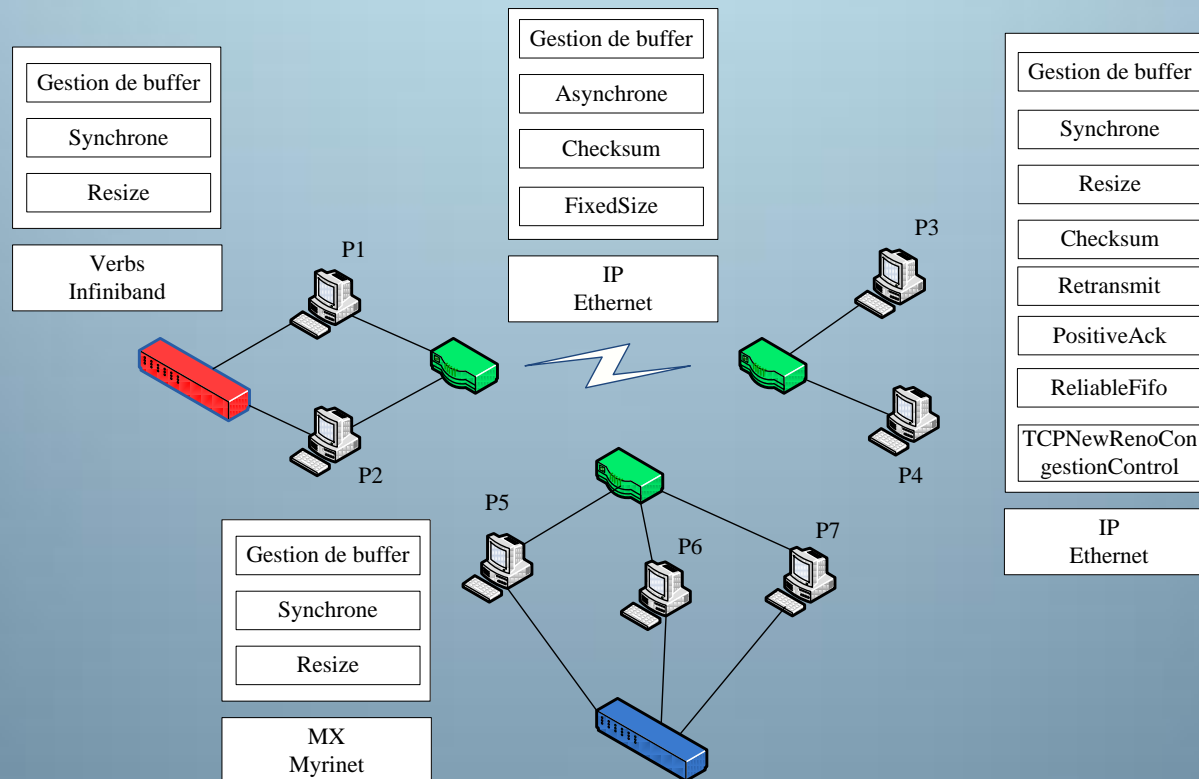 Gestion de buffer
Synchrone
Resize
Verbs
Infiniband
Gestion de buffer
Asynchrone
Checksum
FixedSize
IP
Ethernet
Gestion de buffer
Synchrone
Resize
Checksum
Retransmit
PositiveAck
ReliableFifo
TCPNewRenoCon
gestionControl
IP
Ethernet
P1
P2
P3
P4
P5
P6
P7
Gestion de buffer
Synchrone
Resize
MX
Myrinet